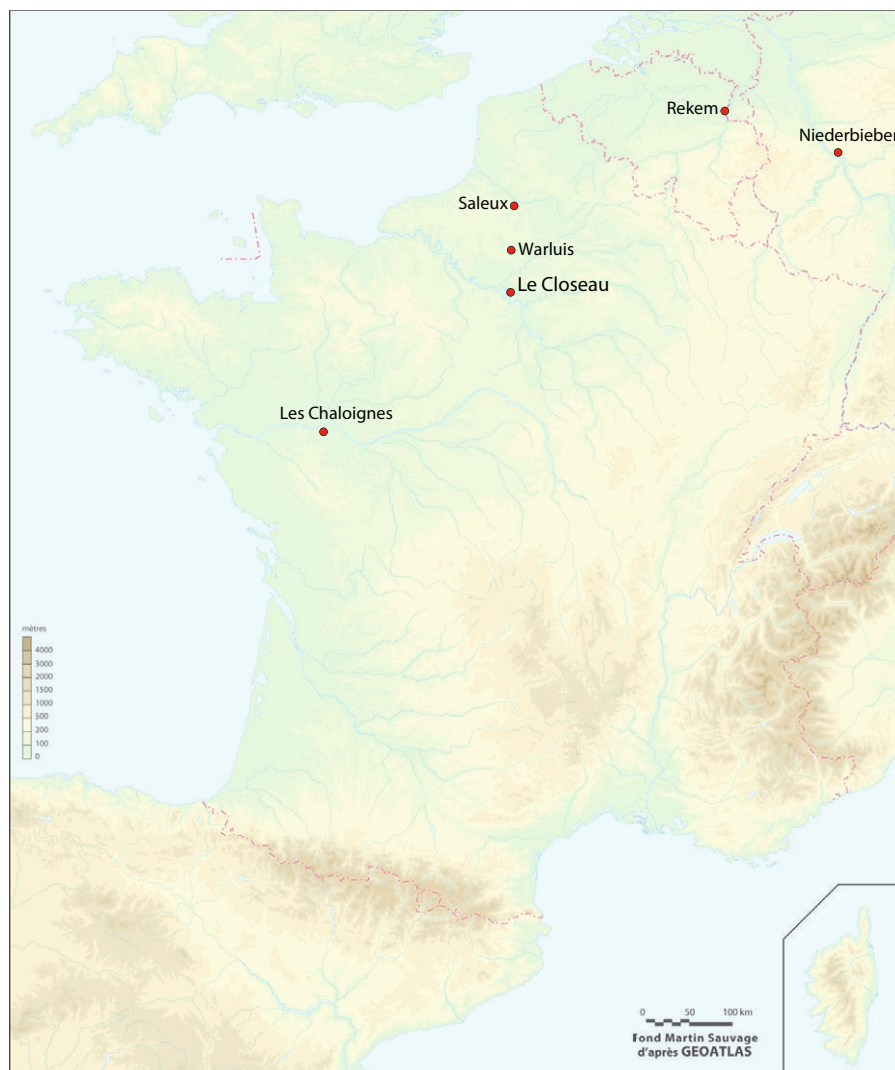 Rekem
Niederbieber
Saleux
Warluis
Le Closeau
Les Chaloignes
mètres
4000
3000
2000
1500
1000
500
200
100
0
0 50 100 km
Fond Martin Sauvage
d'après GEOATLAS